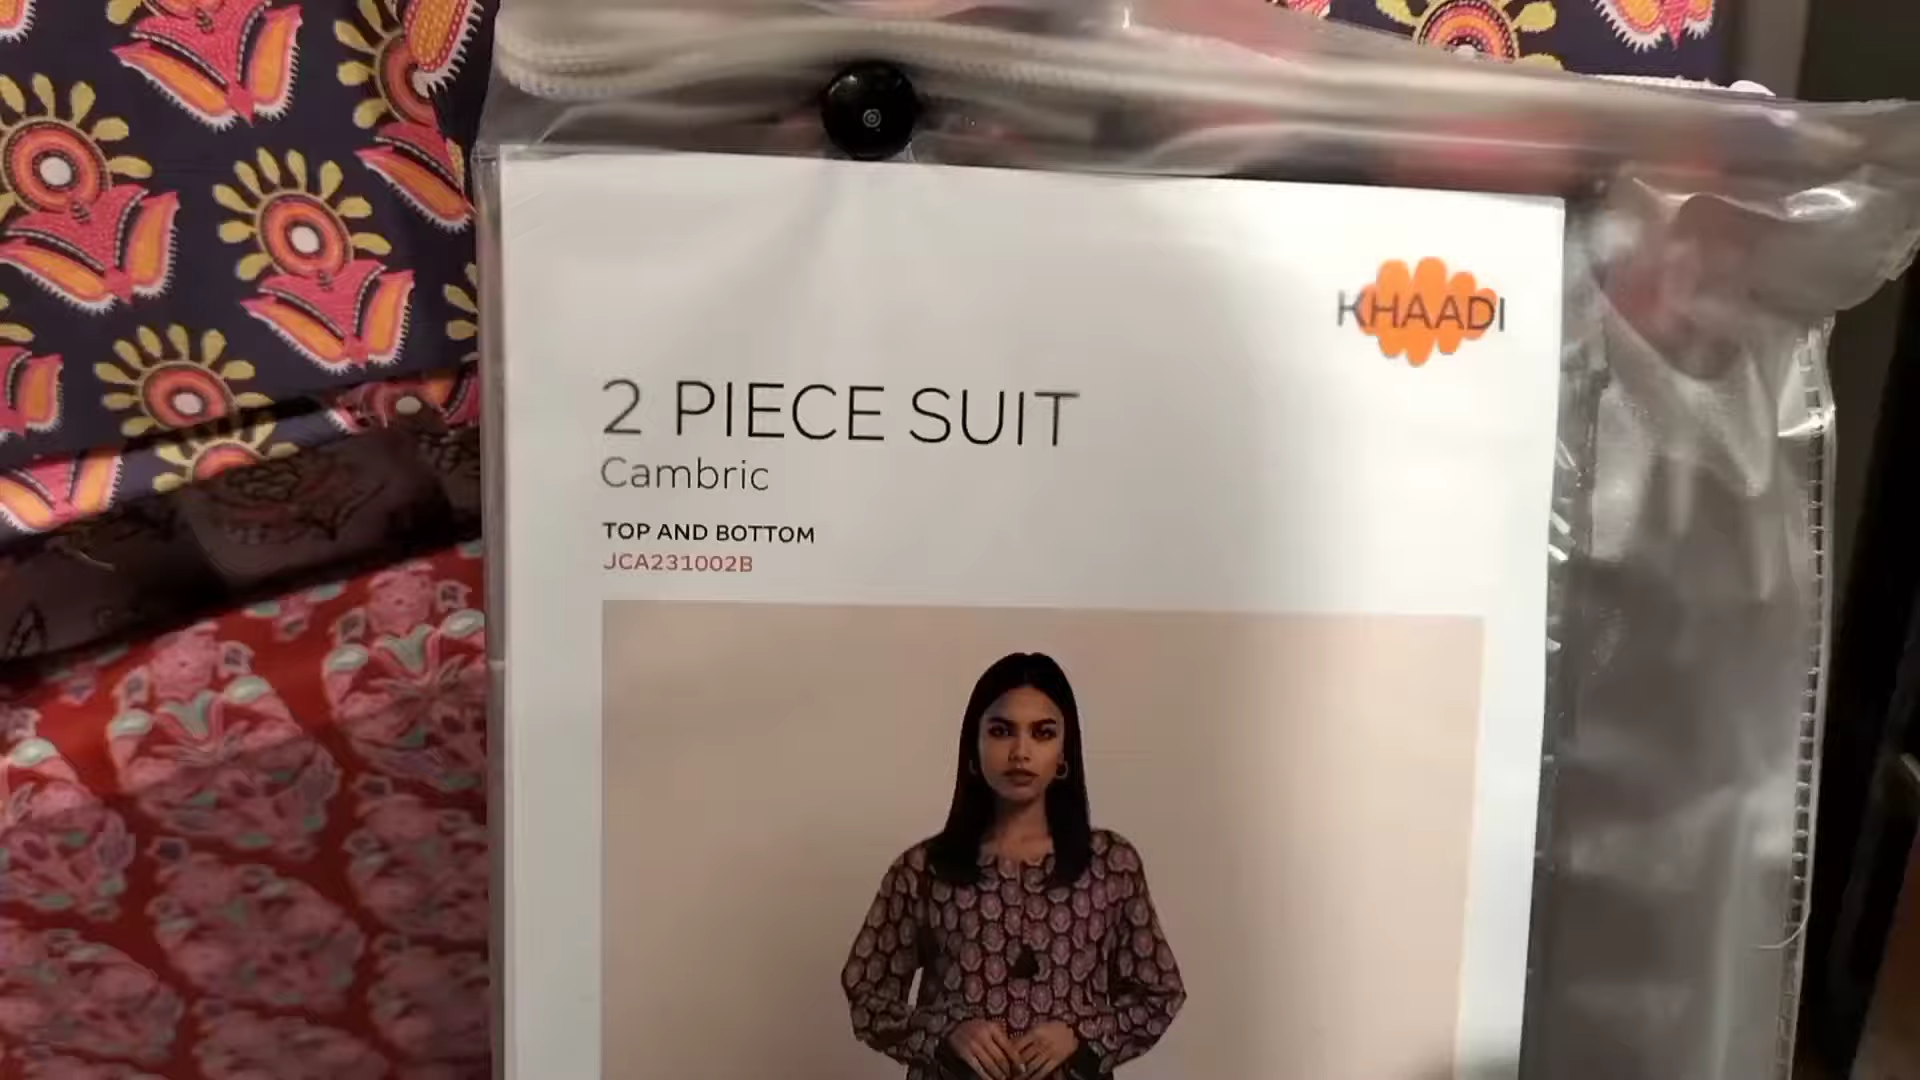 KHAADI
2 PIECE SUIT
Cambric
TOP AND BOTTOM
JCA231002B